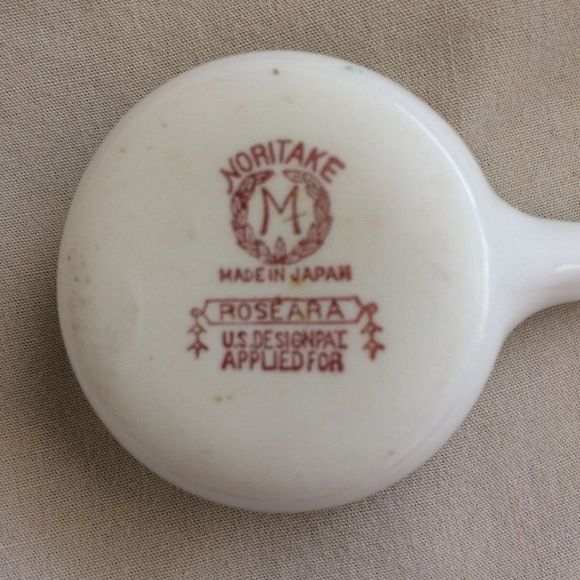 NORITAKE
M
MADE IN JAPAN
ROSEARA
U.S. DESIGN PAT.
APPLIED FOR